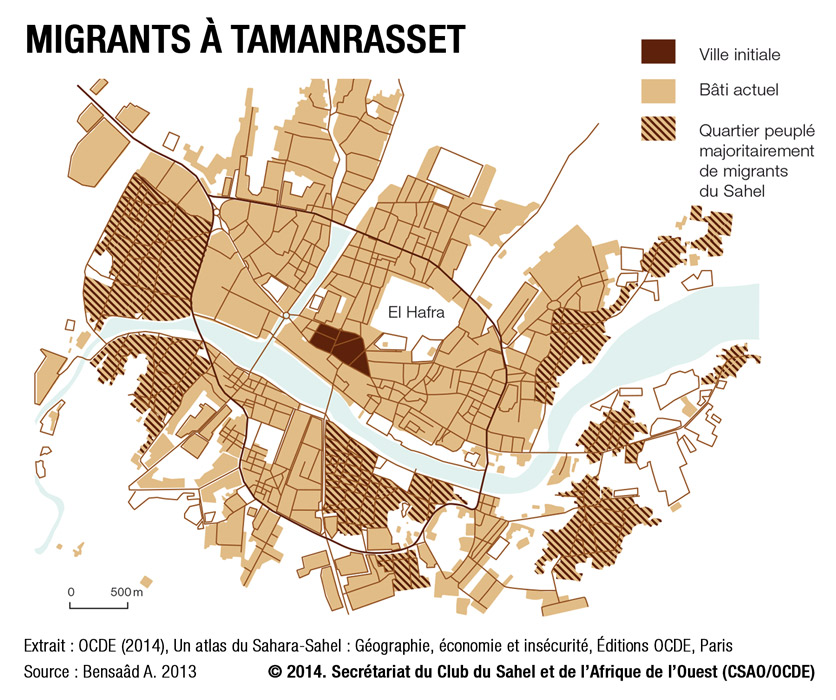 MIGRANTS À TAMANRASSET
Ville initiale
Bâti actuel
Quartier peuplé
majoritairement
de migrants
du Sahel
El Hafra
0 500 m
Extrait : OCDE (2014), Un atlas du Sahara-Sahel : Géographie, économie et insécurité, Éditions OCDE, Paris
Source : Bensaâd A. 2013 © 2014. Secrétariat du Club du Sahel et de l’Afrique de l’Ouest (CSAO/OCDE)